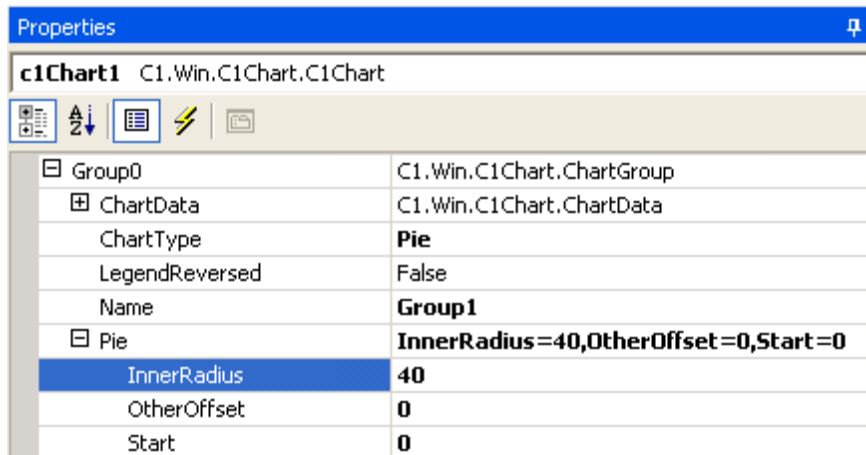 Properties
c1Chart1 C1.Win.C1Chart.C1Chart
Group0 C1.Win.C1Chart.ChartGroup
ChartData C1.Win.C1Chart.ChartData
ChartType Pie
LegendReversed False
Name Group1
Pie InnerRadius=40,OtherOffset=0,Start=0
InnerRadius 40
OtherOffset 0
Start 0